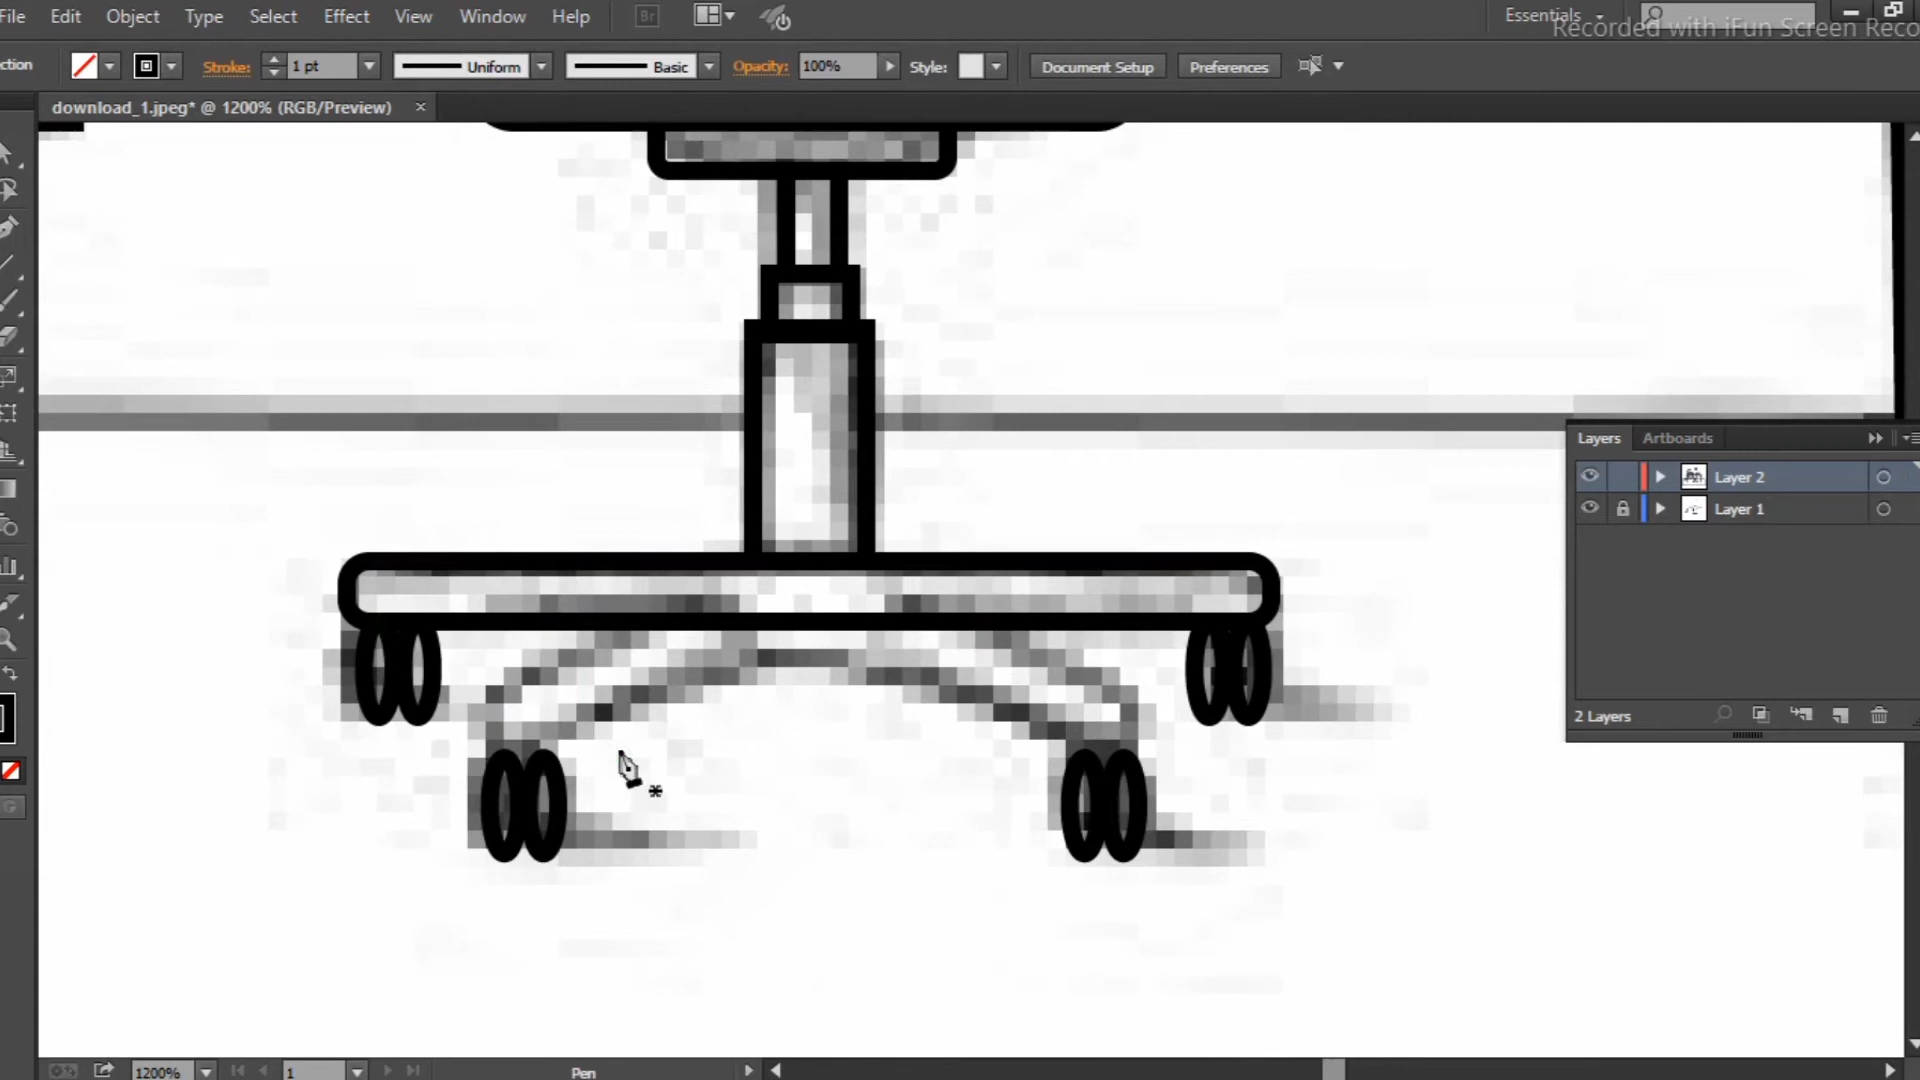 File Edit Object Type Select Effect View Window Help Br Essentials
Recorded with iFun Screen Reco
ction Stroke: 1 pt Uniform Basic Opacity: 100% Style: Document Setup Preferences
download_1.jpeg* @ 1200% (RGB/Preview) ×
Layers Artboards
Layer 2
Layer 1
2 Layers
1200% 1 Pen